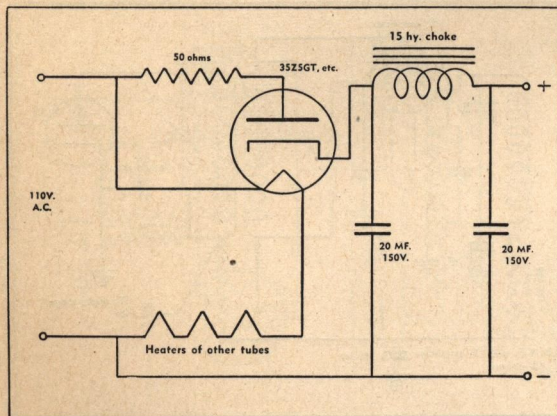 50 ohms
35Z5GT, etc.
15 hy. choke
+
110V.
A.C.
20 MF.
150V.
20 MF.
150V.
Heaters of other tubes
−